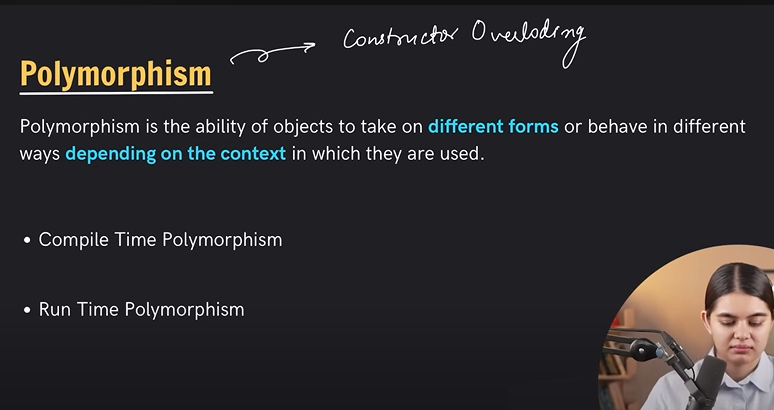 Constructor Overloding
Polymorphism
Polymorphism is the ability of objects to take on different forms or behave in different
ways depending on the context in which they are used.
• Compile Time Polymorphism
• Run Time Polymorphism